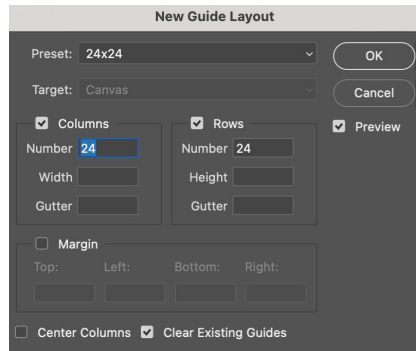 New Guide Layout
Preset: 24x24
OK
Target: Canvas
Cancel
Columns
Rows
Preview
Number 24
Number 24
Width
Height
Gutter
Gutter
Margin
Top: Left: Bottom: Right:
Center Columns Clear Existing Guides